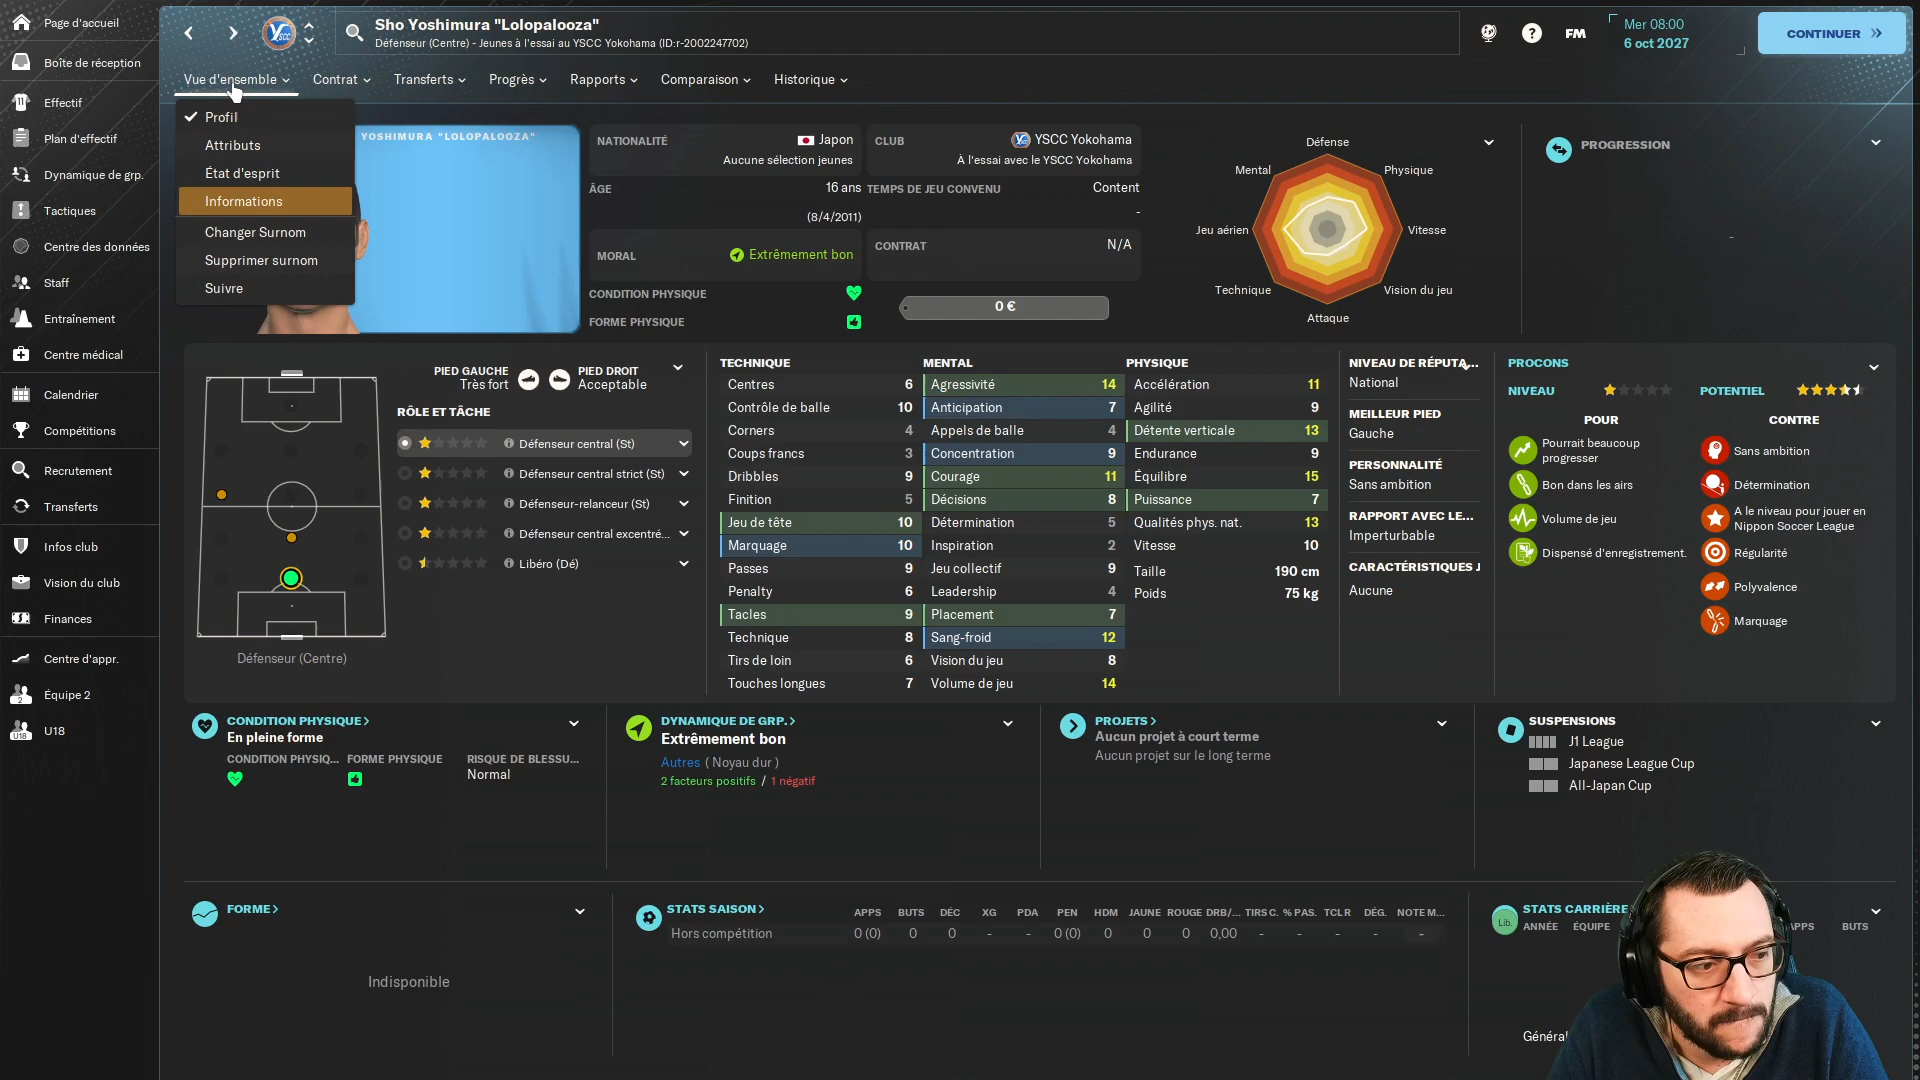 Page d'accueil
Boîte de réception
Effectif
Plan d'effectif
Dynamique de grp.
Tactiques
Centre des données
Staff
Entraînement
Centre médical
Calendrier
Compétitions
Recrutement
Transferts
Infos club
Vision du club
Finances
Centre d'appr.
Équipe 2
U18
Sho Yoshimura "Lolopalooza"
Défenseur (Centre) - Jeunes à l'essai au YSCC Yokohama (ID:r-2002247702)
FM
Mer 08:00
6 oct 2027
CONTINUER
Vue d'ensemble
Contrat
Transferts
Progrès
Rapports
Comparaison
Historique
Profil
Attributs
État d'esprit
Informations
Changer Surnom
Supprimer surnom
Suivre
YOSHIMURA "LOLOPALOOZA"
NATIONALITÉ
Japon
Aucune sélection jeunes
ÂGE
16 ans
(8/4/2011)
MORAL
Extrêmement bon
CONDITION PHYSIQUE
FORME PHYSIQUE
CLUB
YSCC Yokohama
À l'essai avec le YSCC Yokohama
TEMPS DE JEU CONVENU
Content
-
CONTRAT
N/A
0 €
Défense
Physique
Vitesse
Vision du jeu
Attaque
Technique
Jeu aérien
Mental
PROGRESSION
-
Défenseur (Centre)
PIED GAUCHE
Très fort
PIED DROIT
Acceptable
RÔLE ET TÂCHE
Défenseur central (St)
Défenseur central strict (St)
Défenseur-relanceur (St)
Défenseur central excentré...
Libéro (Dé)
TECHNIQUE
Centres 6
Contrôle de balle 10
Corners 4
Coups francs 3
Dribbles 9
Finition 5
Jeu de tête 10
Marquage 10
Passes 9
Penalty 6
Tacles 9
Technique 8
Tirs de loin 6
Touches longues 7
MENTAL
Agressivité 14
Anticipation 7
Appels de balle 4
Concentration 9
Courage 11
Décisions 8
Détermination 5
Inspiration 2
Jeu collectif 9
Leadership 4
Placement 7
Sang-froid 12
Vision du jeu 8
Volume de jeu 14
PHYSIQUE
Accélération 11
Agilité 9
Détente verticale 13
Endurance 9
Équilibre 15
Puissance 7
Qualités phys. nat. 13
Vitesse 10
Taille 190 cm
Poids 75 kg
NIVEAU DE RÉPUTA...
National
MEILLEUR PIED
Gauche
PERSONNALITÉ
Sans ambition
RAPPORT AVEC LE...
Imperturbable
CARACTÉRISTIQUES J
Aucune
PROCONS
NIVEAU
POTENTIEL
POUR
Pourrait beaucoup
progresser
Bon dans les airs
Volume de jeu
Dispensé d'enregistrement.
CONTRE
Sans ambition
Détermination
A le niveau pour jouer en
Nippon Soccer League
Régularité
Polyvalence
Marquage
CONDITION PHYSIQUE >
En pleine forme
CONDITION PHYSIQ... FORME PHYSIQUE RISQUE DE BLESSU...
Normal
DYNAMIQUE DE GRP. >
Extrêmement bon
Autres ( Noyau dur )
2 facteurs positifs / 1 négatif
PROJETS >
Aucun projet à court terme
Aucun projet sur le long terme
SUSPENSIONS
J1 League
Japanese League Cup
All-Japan Cup
FORME >
Indisponible
STATS SAISON >
APPS BUTS DÉC XG PDA PEN HDM JAUNE ROUGE DRB/... TIRS C. % PAS. TCL R DÉG. NOTE M...
Hors compétition 0 (0) 0 0 - - 0 (0) 0 0 0 0,00 - - - - -
Lib.
STATS CARRIÈRE
ANNÉE ÉQUIPE APPS BUTS
Général